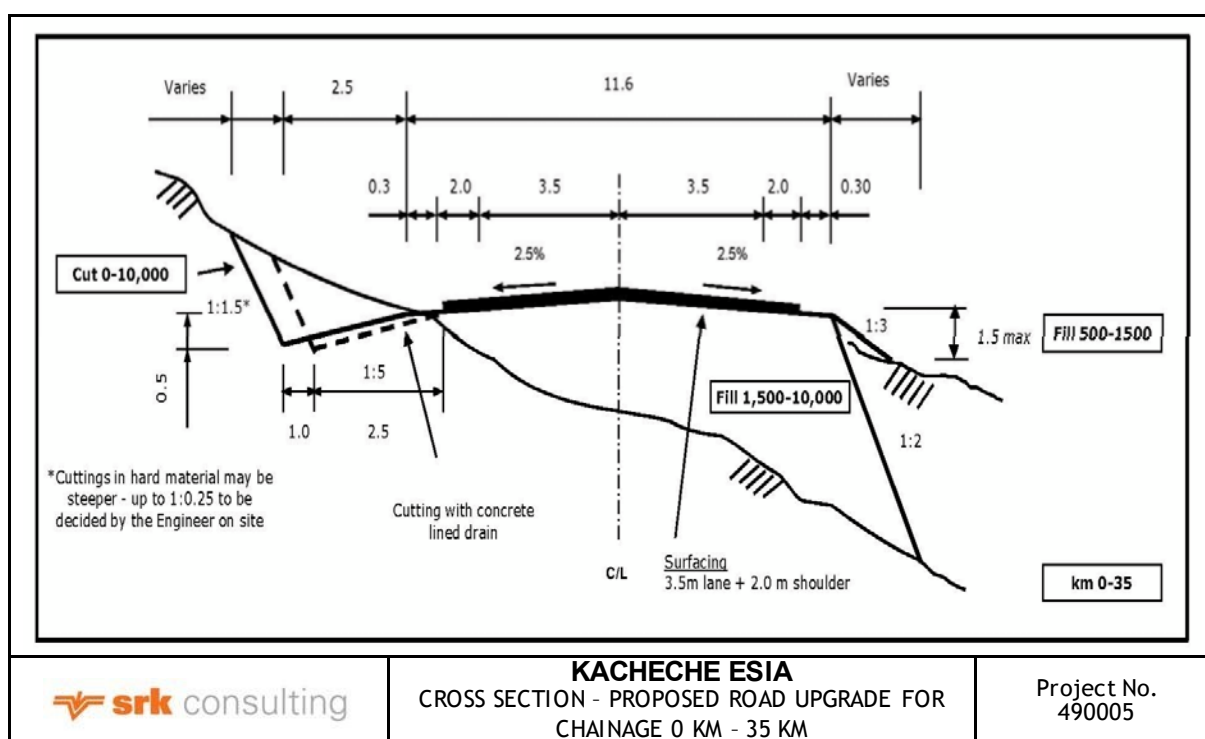 Varies
2.5
11.6
Varies
0.3
2.0
3.5
3.5
2.0
0.30
2.5%
2.5%
Cut 0-10,000
1:1.5*
0.5
1:5
1.0
2.5
1:3
1.5 max
Fill 500-1500
Fill 1,500-10,000
1:2
*Cuttings in hard material may be
steeper - up to 1:0.25 to be
decided by the Engineer on site
Cutting with concrete
lined drain
C/L
Surfacing
3.5m lane + 2.0 m shoulder
km 0-35
srk consulting
KACHECHE ESIA
CROSS SECTION - PROPOSED ROAD UPGRADE FOR
CHAINAGE 0 KM - 35 KM
Project No.
490005